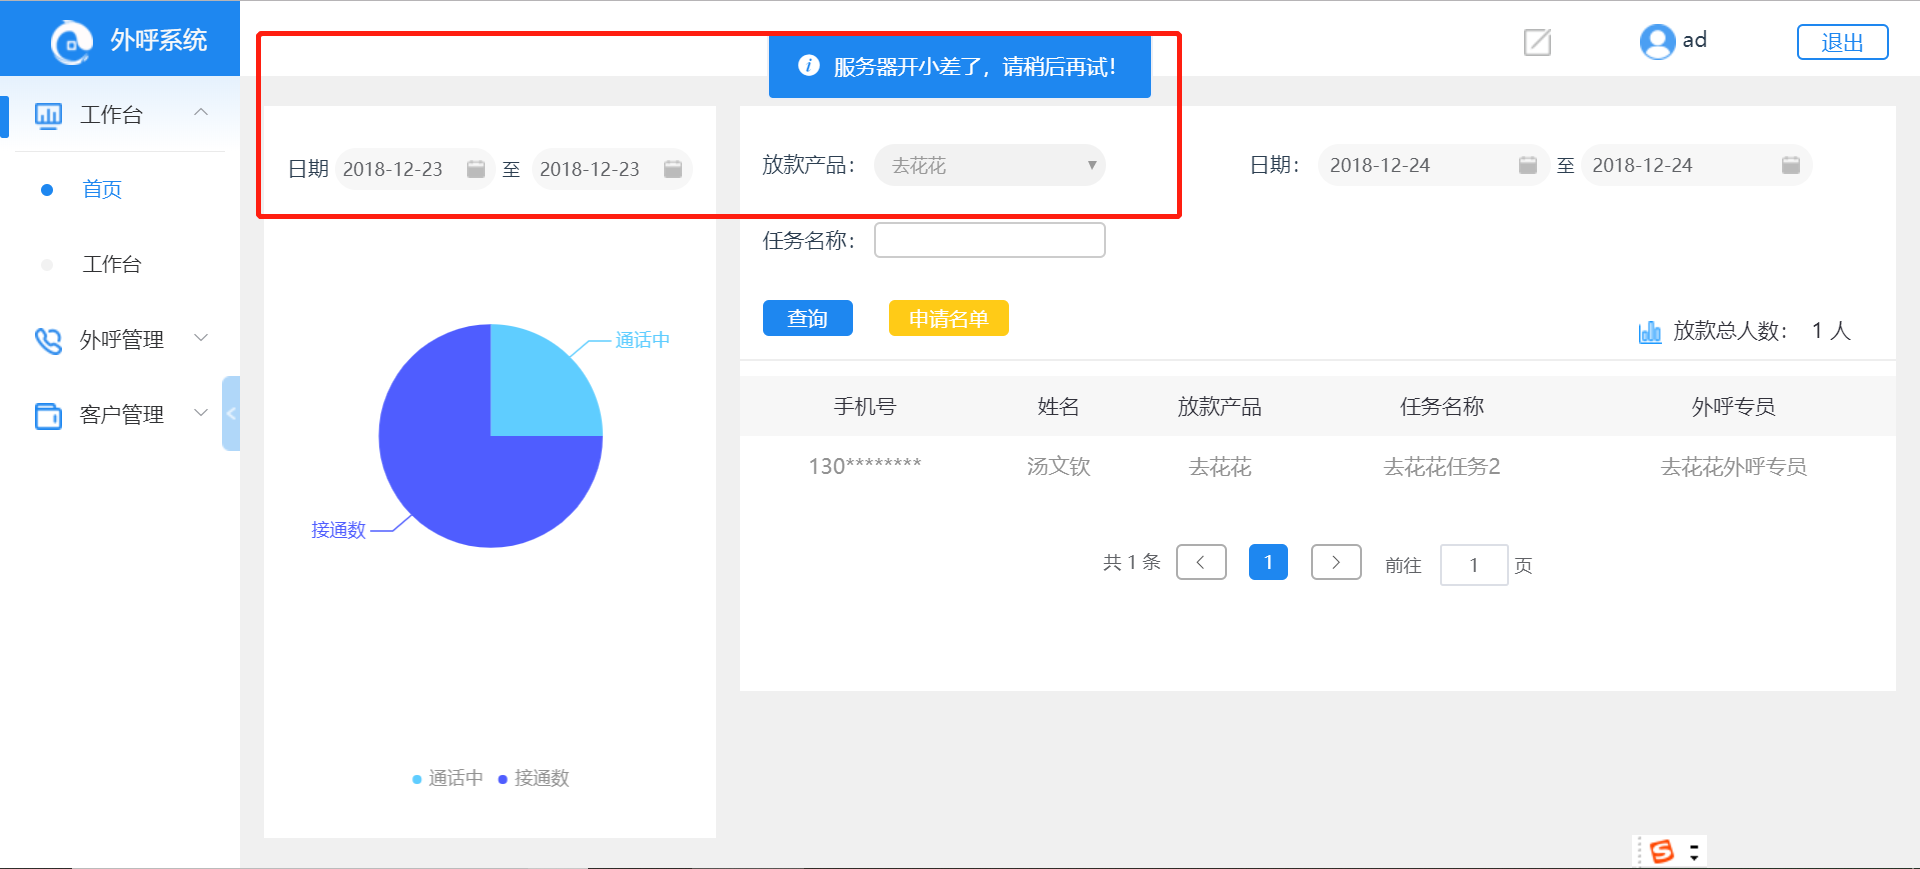 外呼系统
服务器开小差了，请稍后再试！
ad
退出
工作台
首页
工作台
外呼管理
客户管理
日期 2018-12-23 至 2018-12-23
通话中
接通数
通话中 接通数
放款产品： 去花花 ▼
日期： 2018-12-24 至 2018-12-24
任务名称：
查询 申请名单
放款总人数： 1 人
手机号 姓名 放款产品 任务名称 外呼专员
130******** 汤文钦 去花花 去花花任务2 去花花外呼专员
共 1 条 < 1 > 前往 1 页